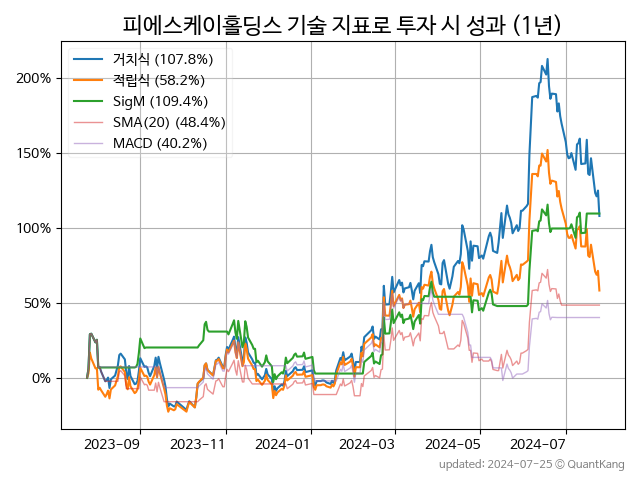 피에스케이홀딩스 기술 지표로 투자 시 성과 (1년)
거치식 (107.8%)
적립식 (58.2%)
SigM (109.4%)
SMA(20) (48.4%)
MACD (40.2%)
200%
150%
100%
50%
0%
2023-09 2023-11 2024-01 2024-03 2024-05 2024-07
updated: 2024-07-25 ⓒ QuantKang